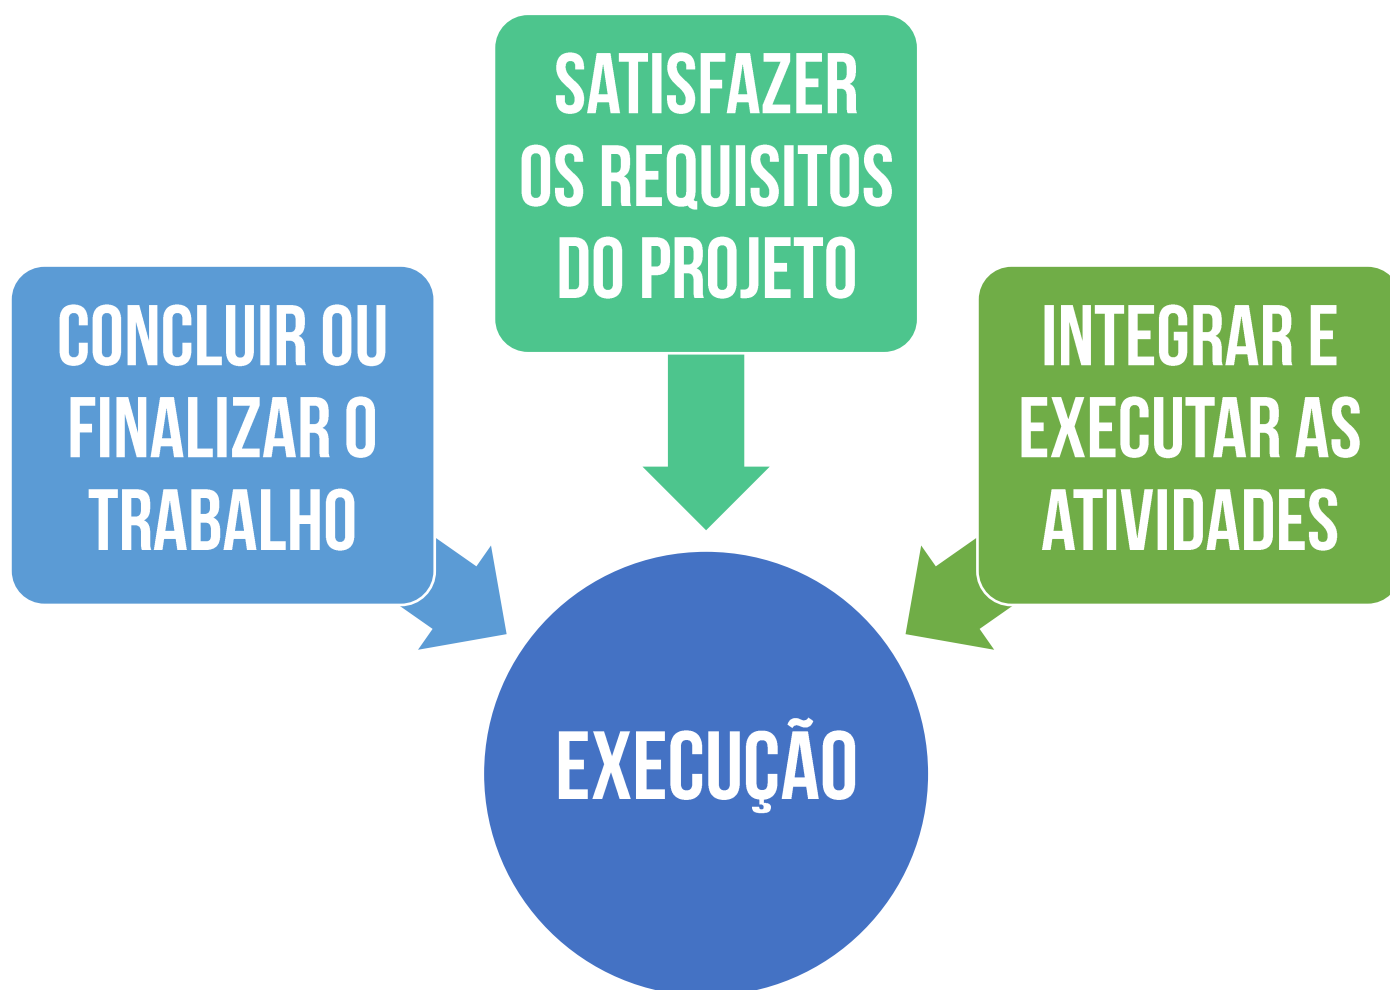 SATISFAZER
OS REQUISITOS
DO PROJETO
CONCLUIR OU
FINALIZAR O
TRABALHO
INTEGRAR E
EXECUTAR AS
ATIVIDADES
EXECUÇÃO